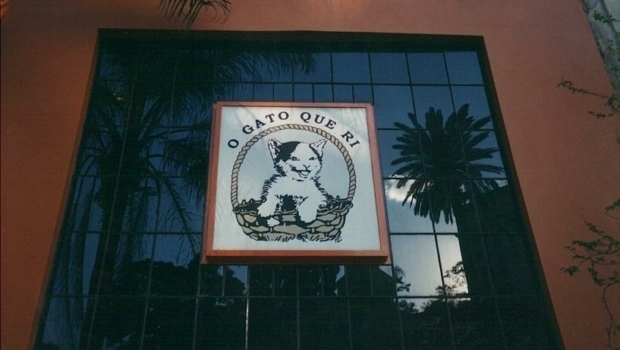 O GATO QUE RI